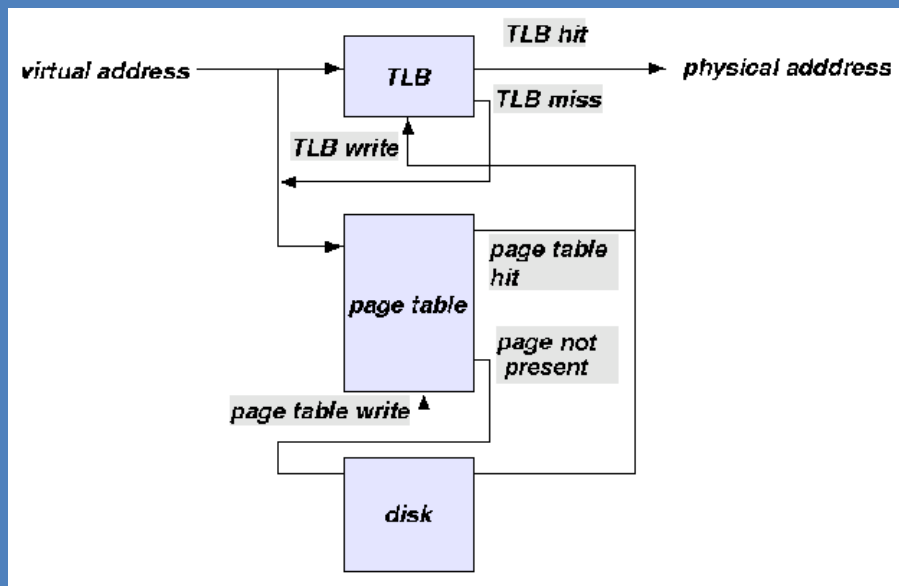 TLB hit
virtual address
TLB
physical adddress
TLB miss
TLB write
page table
hit
page table
page not
present
page table write
disk